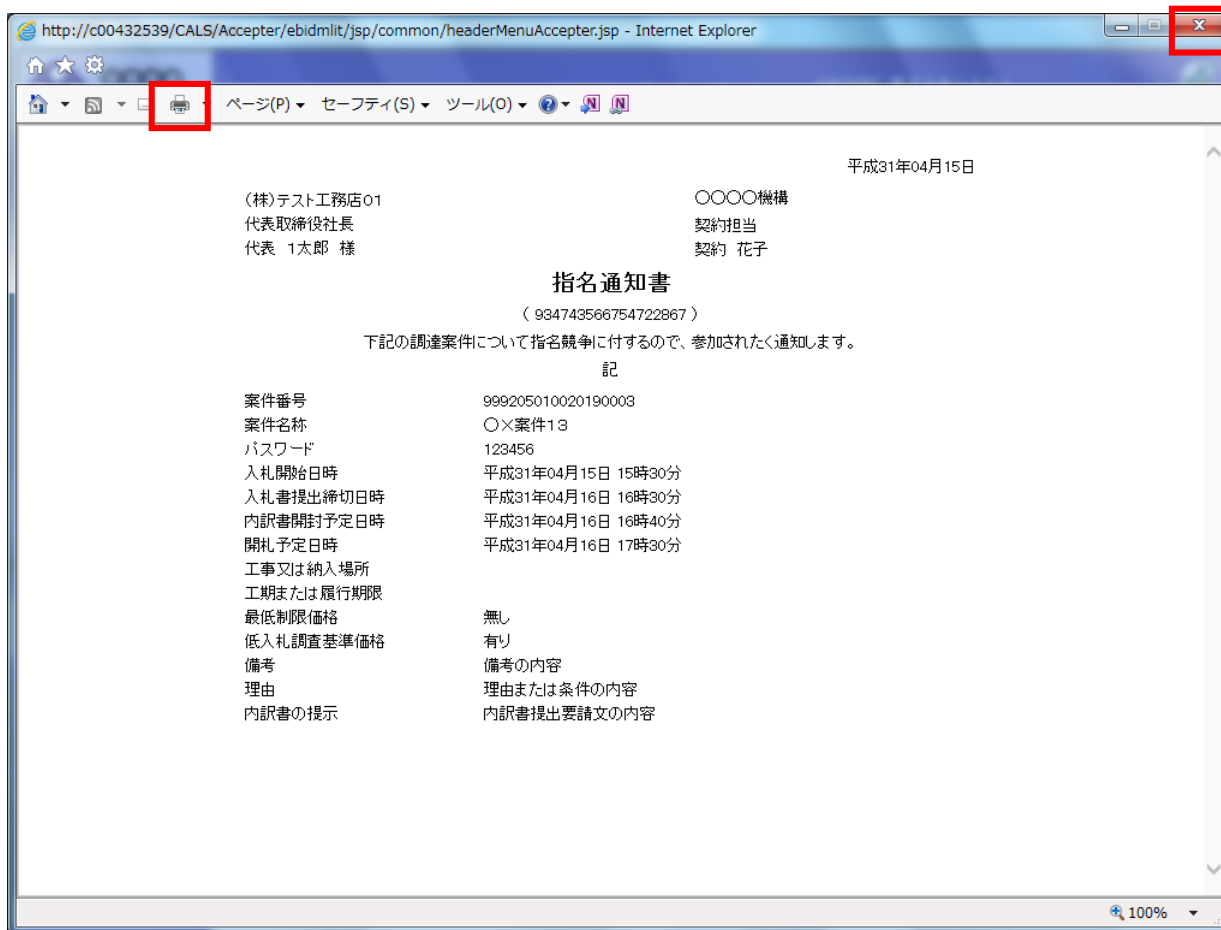 http://c00432539/CALS/Accepter/ebidmlit/jsp/common/headerMenuAccepter.jsp - Internet Explorer
ページ(P) セーフティ(S) ツール(O)
平成31年04月15日
(株)テスト工務店01 〇〇〇〇機構
代表取締役社長 契約担当
代表 1太郎 様 契約 花子
指名通知書
( 934743566754722867 )
下記の調達案件について指名競争に付するので、参加されたく通知します。
記
案件番号 999205010020190003
案件名称 〇×案件13
パスワード 123456
入札開始日時 平成31年04月15日 15時30分
入札書提出締切日時 平成31年04月16日 16時30分
内訳書開封予定日時 平成31年04月16日 16時40分
開札予定日時 平成31年04月16日 17時30分
工事又は納入場所
工期または履行期限
最低制限価格 無し
低入札調査基準価格 有り
備考 備考の内容
理由 理由または条件の内容
内訳書の提示 内訳書提出要請文の内容
100%